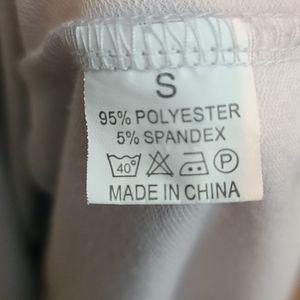 S
95% POLYESTER
5% SPANDEX
40° P
MADE IN CHINA